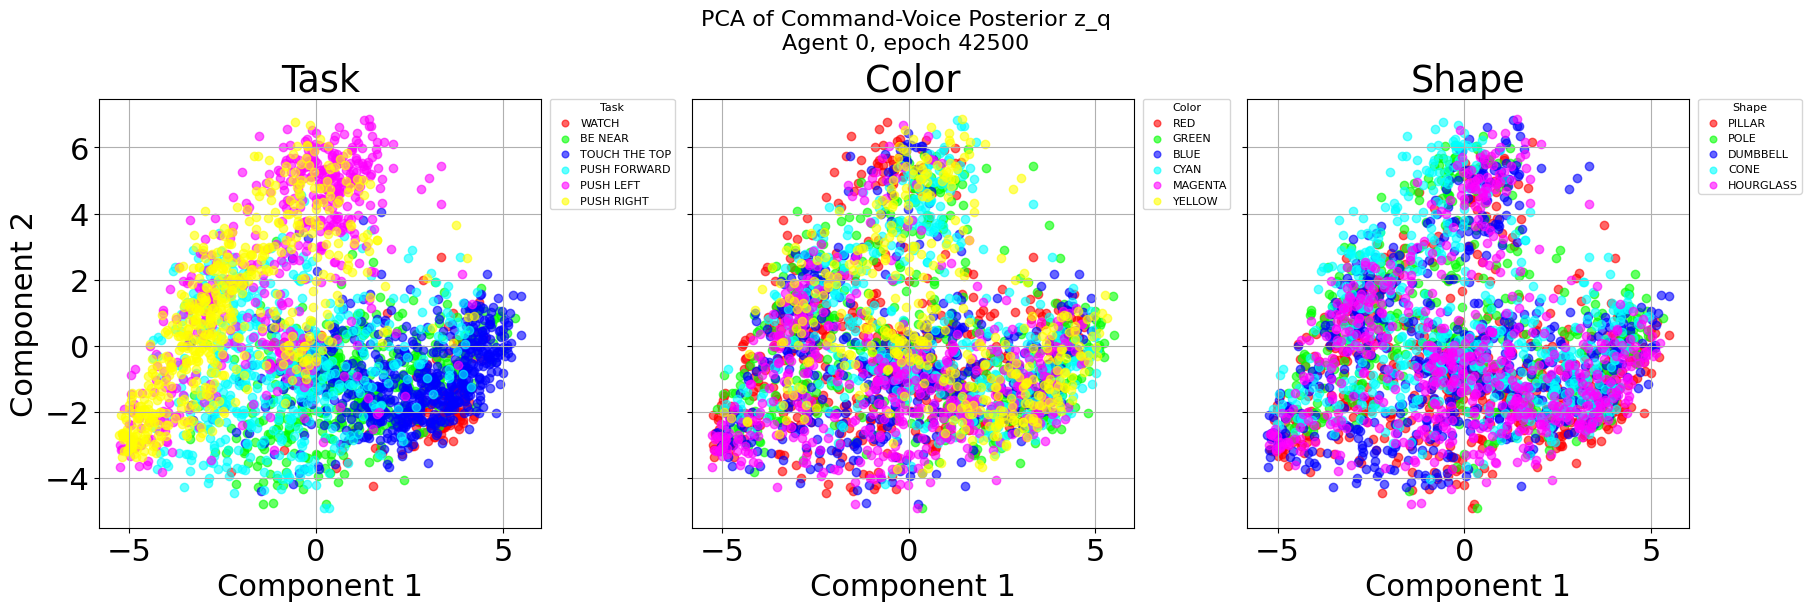 PCA of Command-Voice Posterior z_q
Agent 0, epoch 42500
Task
Component 2
6
4
2
0
−2
−4
−5
0
5
Component 1
Task
WATCH
BE NEAR
TOUCH THE TOP
PUSH FORWARD
PUSH LEFT
PUSH RIGHT
Color
−5
0
5
Component 1
Color
RED
GREEN
BLUE
CYAN
MAGENTA
YELLOW
Shape
−5
0
5
Component 1
Shape
PILLAR
POLE
DUMBBELL
CONE
HOURGLASS